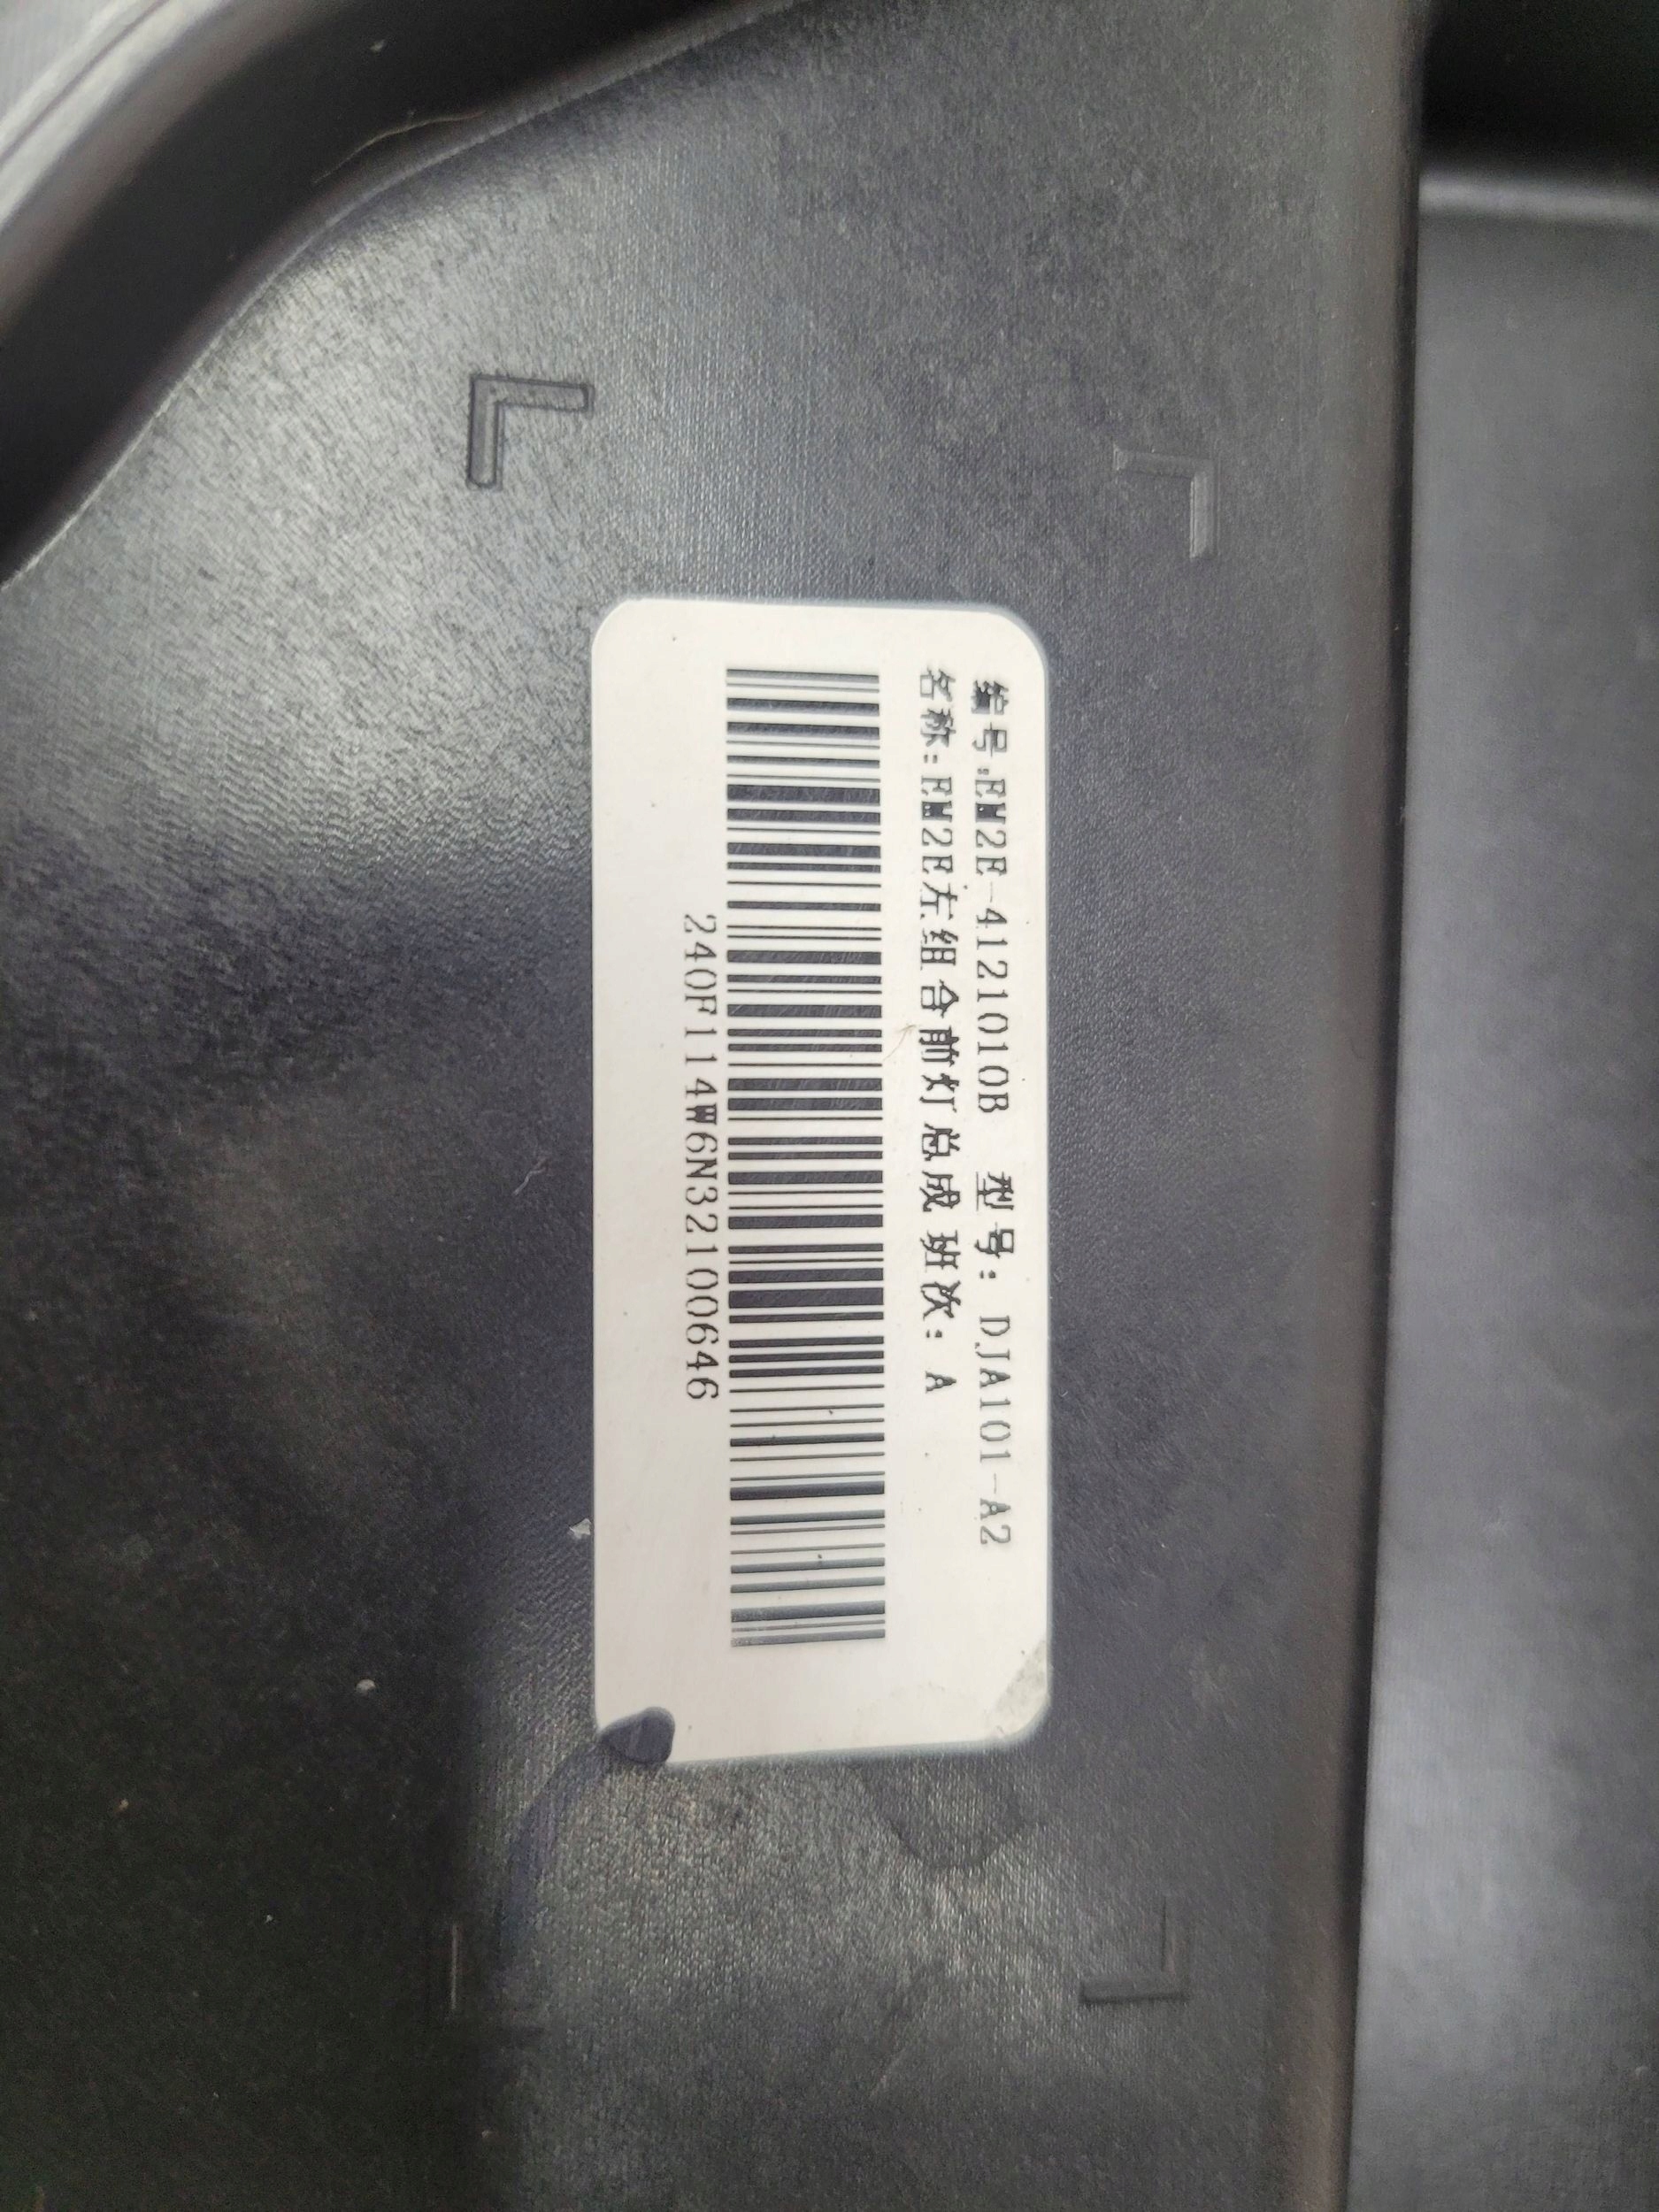 编号:EM2E-4121010B 型号: DJA101-A2
名称:EM2E左组合前灯总成 班次: A
240F114W6N32100646